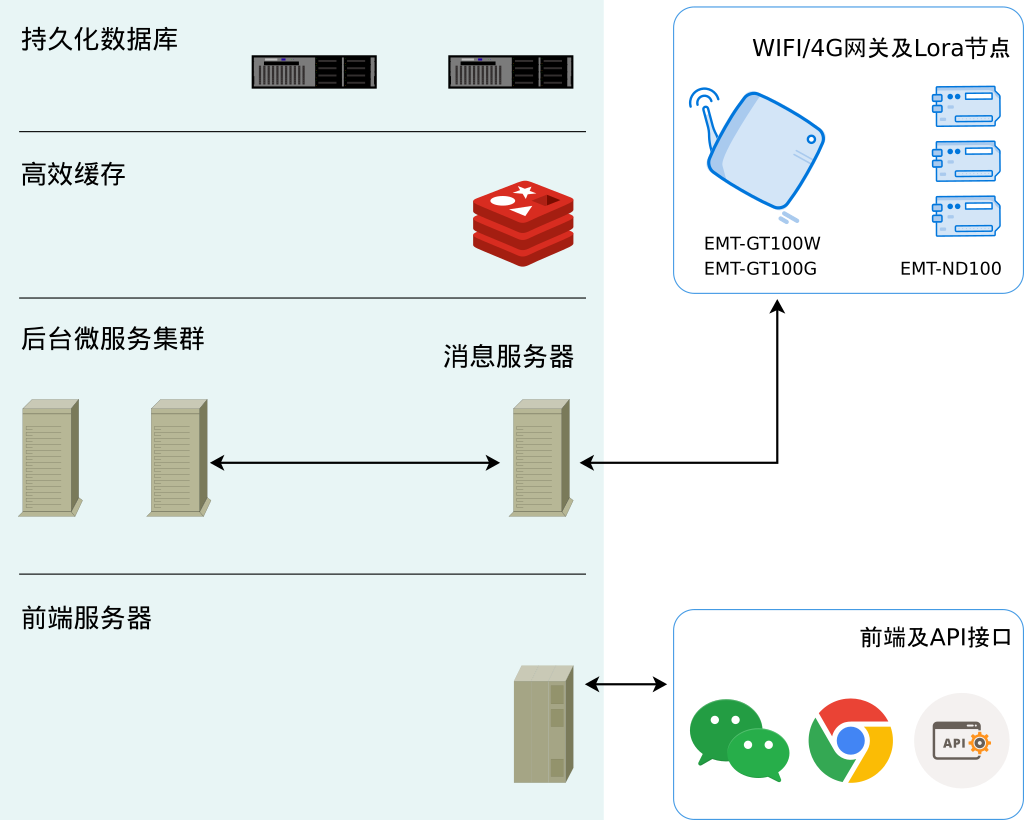 持久化数据库
高效缓存
后台微服务集群
消息服务器
前端服务器
WIFI/4G网关及Lora节点
EMT-GT100W
EMT-GT100G
EMT-ND100
前端及API接口
API